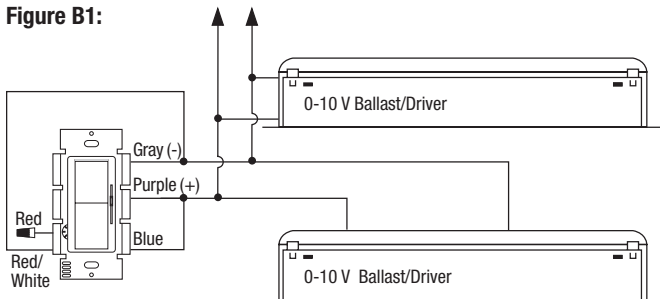 Figure B1:
0-10 V Ballast/Driver
Gray (-)
Purple (+)
Red
Blue
Red/
White
0-10 V Ballast/Driver